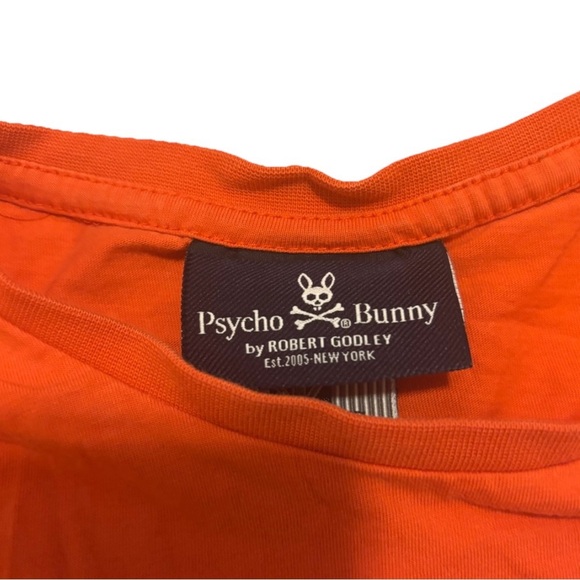 Psycho ® Bunny
by ROBERT GODLEY
Est.2005-NEW YORK